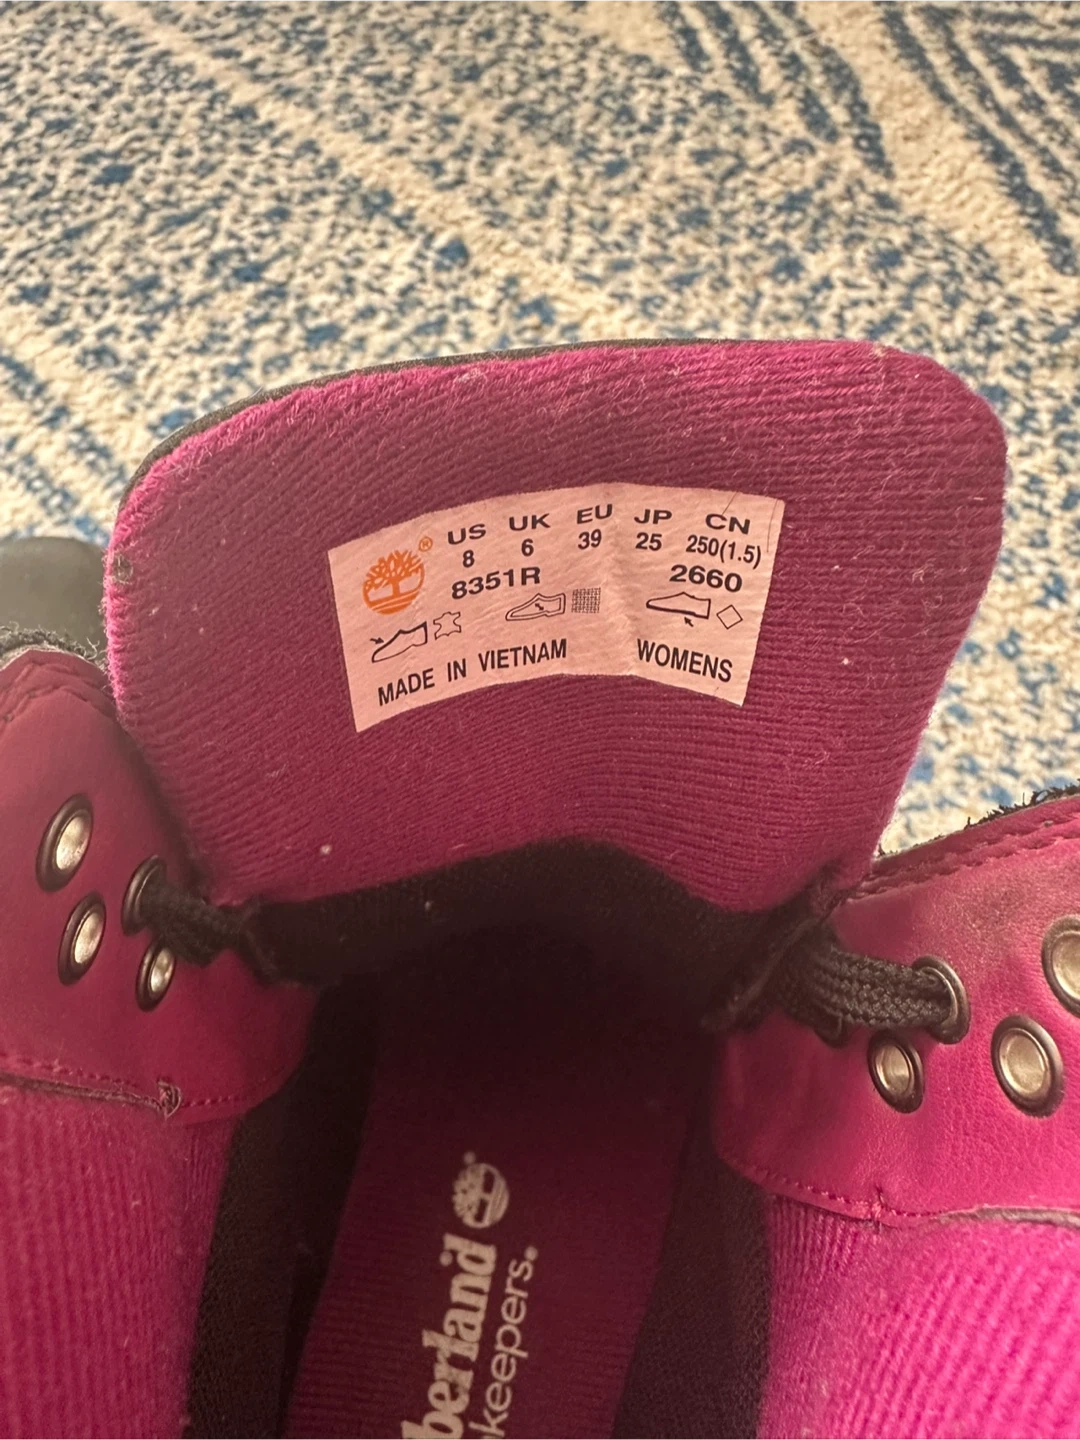 US UK EU JP CN
8 6 39 25 250(1.5)
8351R 2660
MADE IN VIETNAM WOMENS
berland
keepers.